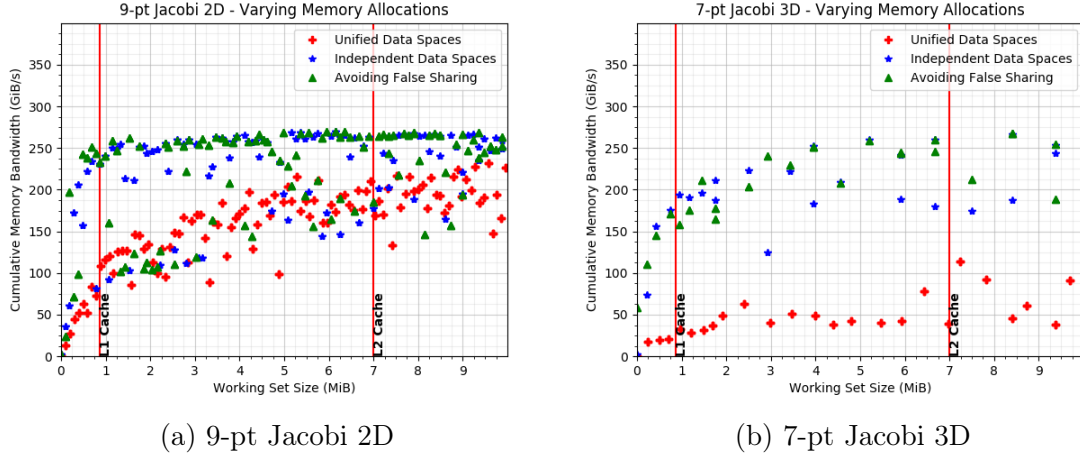 9-pt Jacobi 2D - Varying Memory Allocations
Cumulative Memory Bandwidth (GiB/s)
350
300
250
200
150
100
50
0
Unified Data Spaces
Independent Data Spaces
Avoiding False Sharing
L1 Cache
L2 Cache
0 1 2 3 4 5 6 7 8 9
Working Set Size (MiB)
(a) 9-pt Jacobi 2D
7-pt Jacobi 3D - Varying Memory Allocations
Cumulative Memory Bandwidth (GiB/s)
350
300
250
200
150
100
50
0
Unified Data Spaces
Independent Data Spaces
Avoiding False Sharing
L1 Cache
L2 Cache
0 1 2 3 4 5 6 7 8 9
Working Set Size (MiB)
(b) 7-pt Jacobi 3D